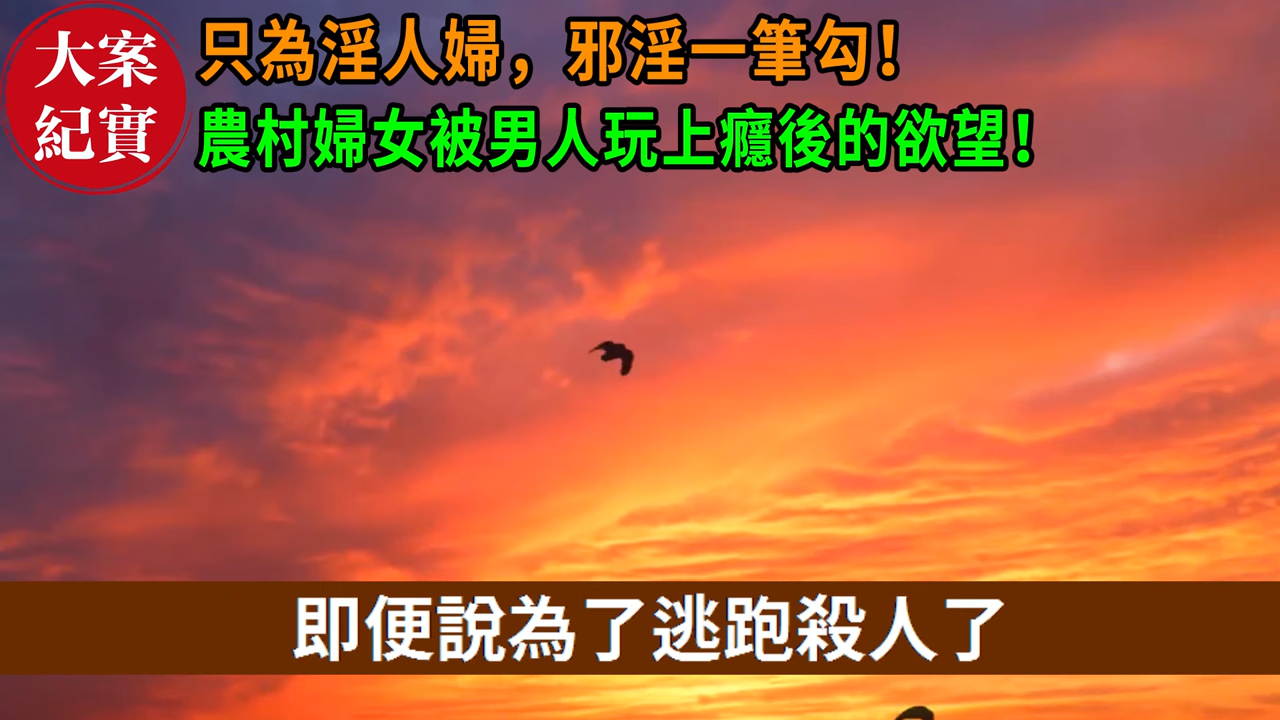 大案
紀實
只為淫人婦，邪淫一筆勾！
農村婦女被男人玩上癮後的欲望！
即便說為了逃跑殺人了